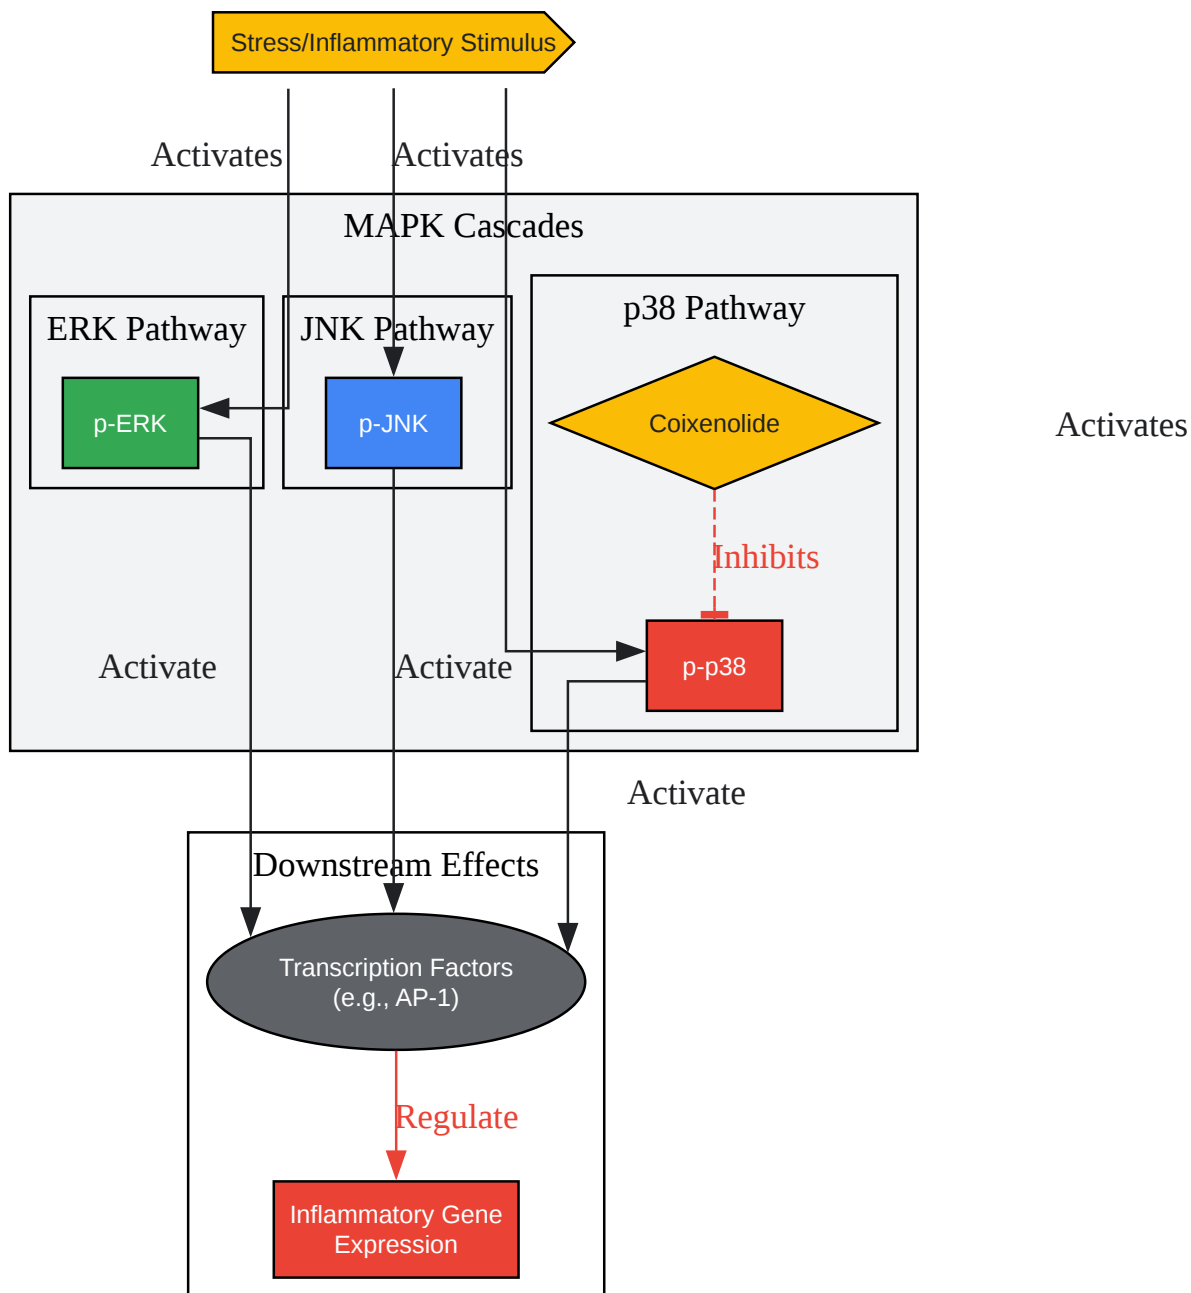 Stress/Inflammatory Stimulus
Activates
Activates
MAPK Cascades
ERK Pathway
JNK Pathway
p38 Pathway
p-ERK
p-JNK
Coixenolide
Activates
Inhibits
Activate
Activate
p-p38
Activate
Downstream Effects
Transcription Factors
(e.g., AP-1)
Regulate
Inflammatory Gene
Expression